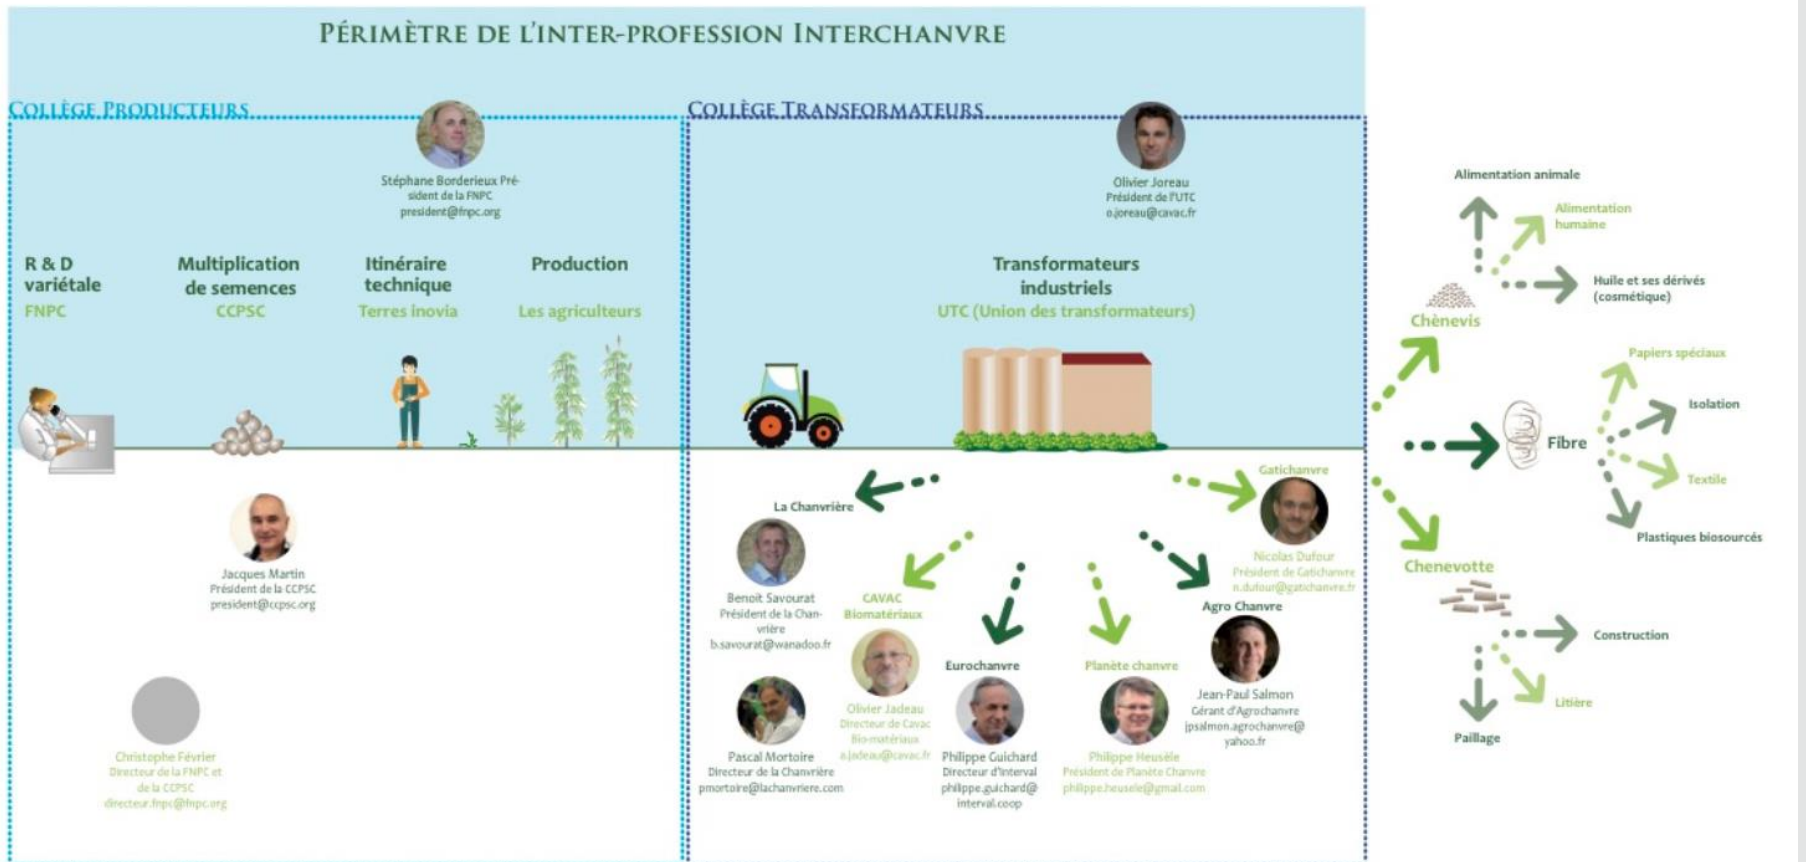 PÉRIMÈTRE DE L'INTER-PROFESSION INTERCHANVRE
COLLÈGE PRODUCTEURS
Stéphane Borderieux Pré-
sident de la FNPC
president@fnpc.org
R & D
variétale
FNPC
Multiplication
de semences
CCPSC
Itinéraire
technique
Terres inovia
Production
Les agriculteurs
Jacques Martin
Président de la CCPSC
president@ccpsc.org
Christophe Février
Directeur de la FNPC et
de la CCPSC
directeur.fnpc@fnpc.org
COLLÈGE TRANSFORMATEURS
Olivier Joreau
Président de l'UTC
o.joreau@cavac.fr
Transformateurs
industriels
UTC (Union des transformateurs)
La Chanvrière
Benoit Savourat
Président de la Chan-
vrière
b.savourat@wanadoo.fr
Pascal Mortoire
Directeur de la Chanvrière
pmortoire@lachanvriere.com
CAVAC
Biomatériaux
Olivier Jadeau
Directeur de Cavac
Bio-matériaux
o.jadeau@cavac.fr
Eurochanvre
Philippe Guichard
Directeur d'Interval
philippe.guichard@
interval.coop
Planète chanvre
Philippe Heusèle
Président de Planète Chanvre
philippe.heusele@gmail.com
Agro Chanvre
Jean-Paul Salmon
Gérant d'Agrochanvre
jpsalmon.agrochanvre@
yahoo.fr
Gatichanvre
Nicolas Dufour
Président de Gatichanvre
n.dufour@gatichanvre.fr
Alimentation animale
Alimentation
humaine
Huile et ses dérivés
(cosmétique)
Chènevis
Papiers spéciaux
Isolation
Fibre
Textile
Plastiques biosourcés
Chenevotte
Construction
Litière
Paillage